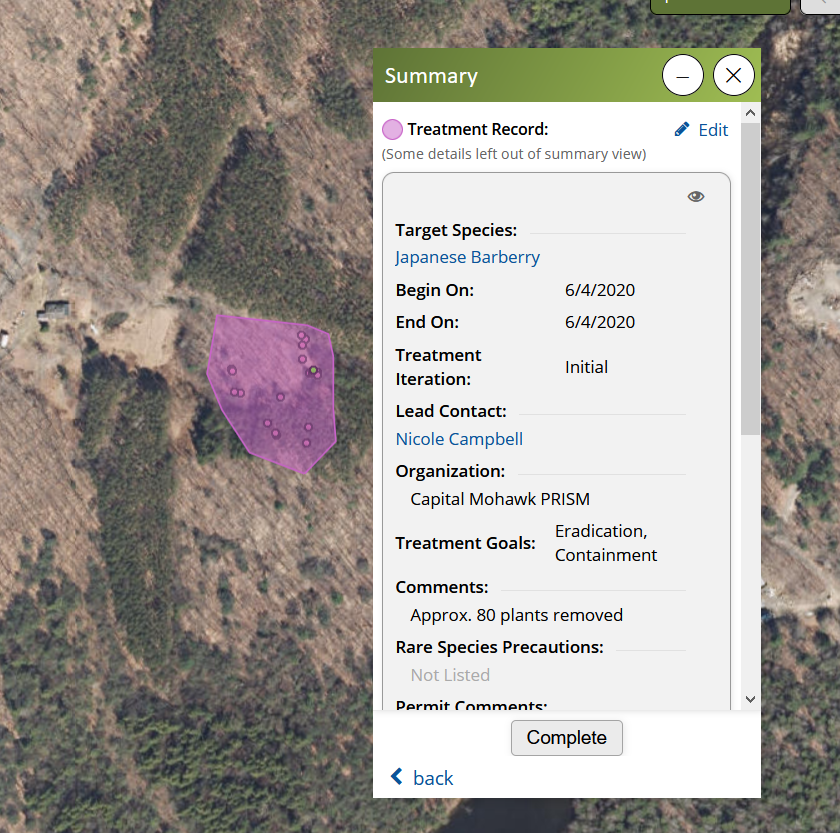 Summary
Treatment Record:
Edit
(Some details left out of summary view)
Target Species:
Japanese Barberry
Begin On: 6/4/2020
End On: 6/4/2020
Treatment
Iteration:
Initial
Lead Contact:
Nicole Campbell
Organization:
Capital Mohawk PRISM
Treatment Goals:
Eradication,
Containment
Comments:
Approx. 80 plants removed
Rare Species Precautions:
Not Listed
Permit Comments:
Complete
back